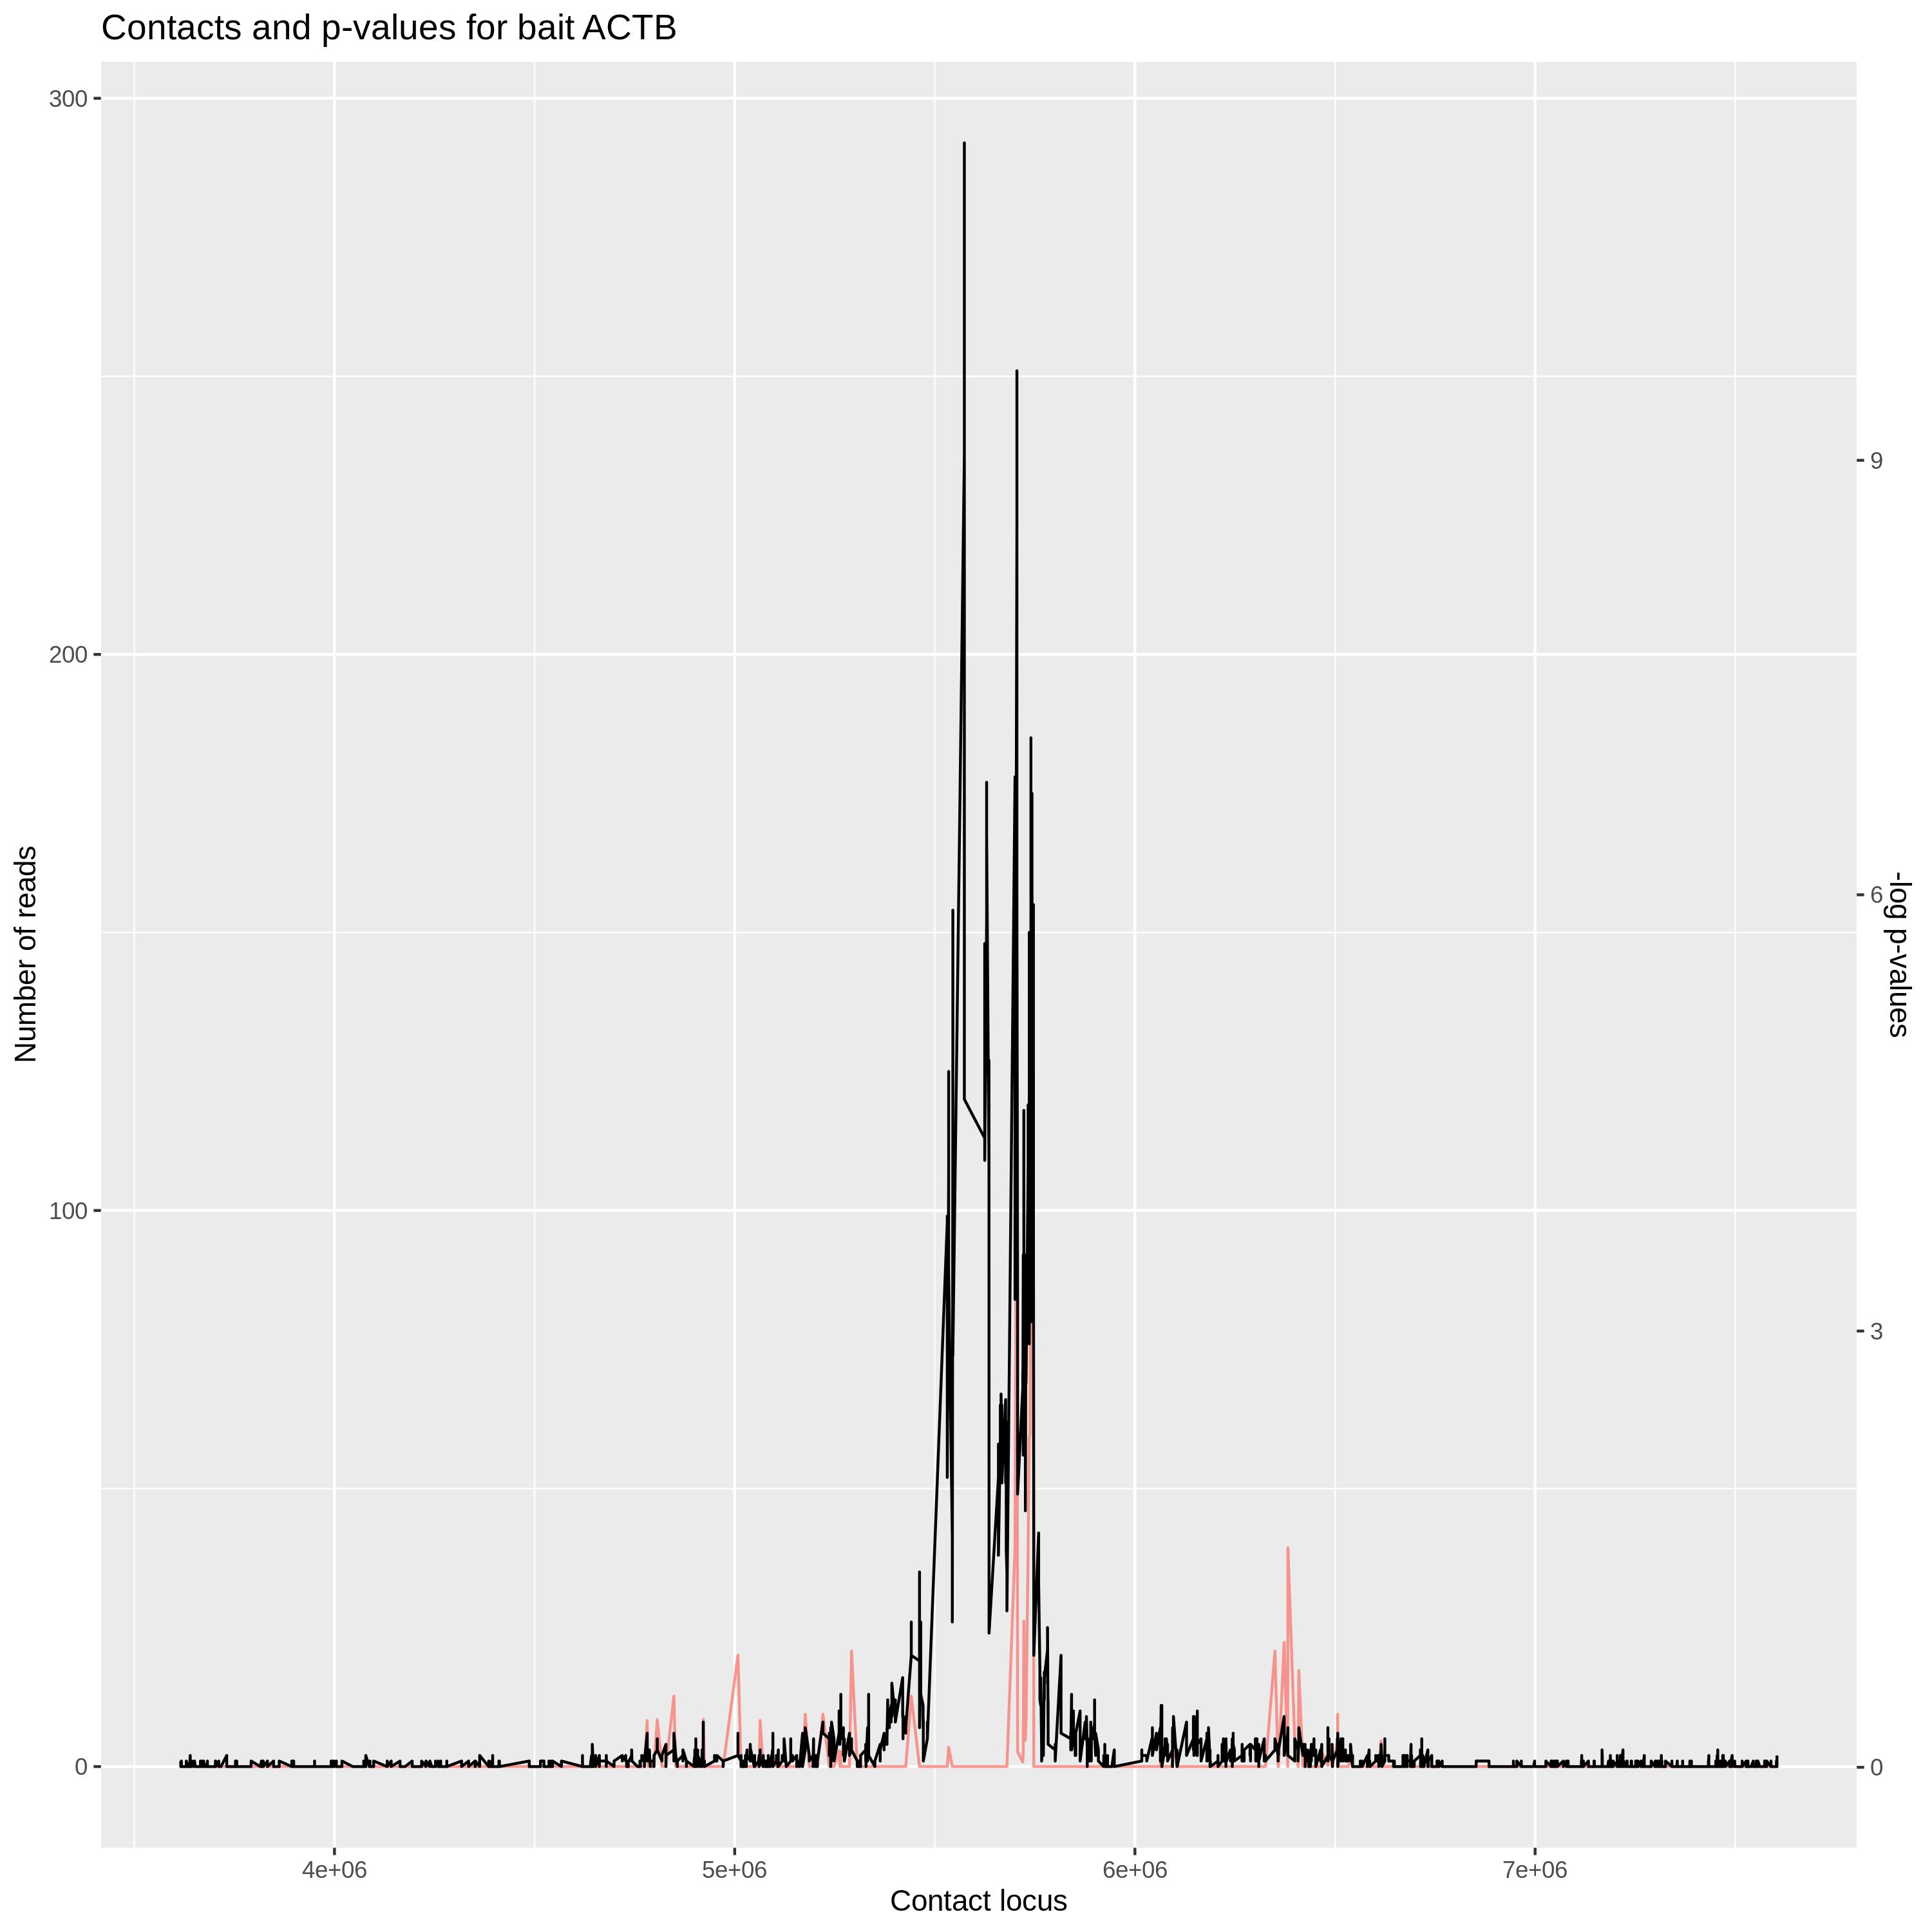 Contacts and p-values for bait ACTB
300
200
100
0
Number of reads
9
6
3
0
-log p-values
4e+06
5e+06
6e+06
7e+06
Contact locus